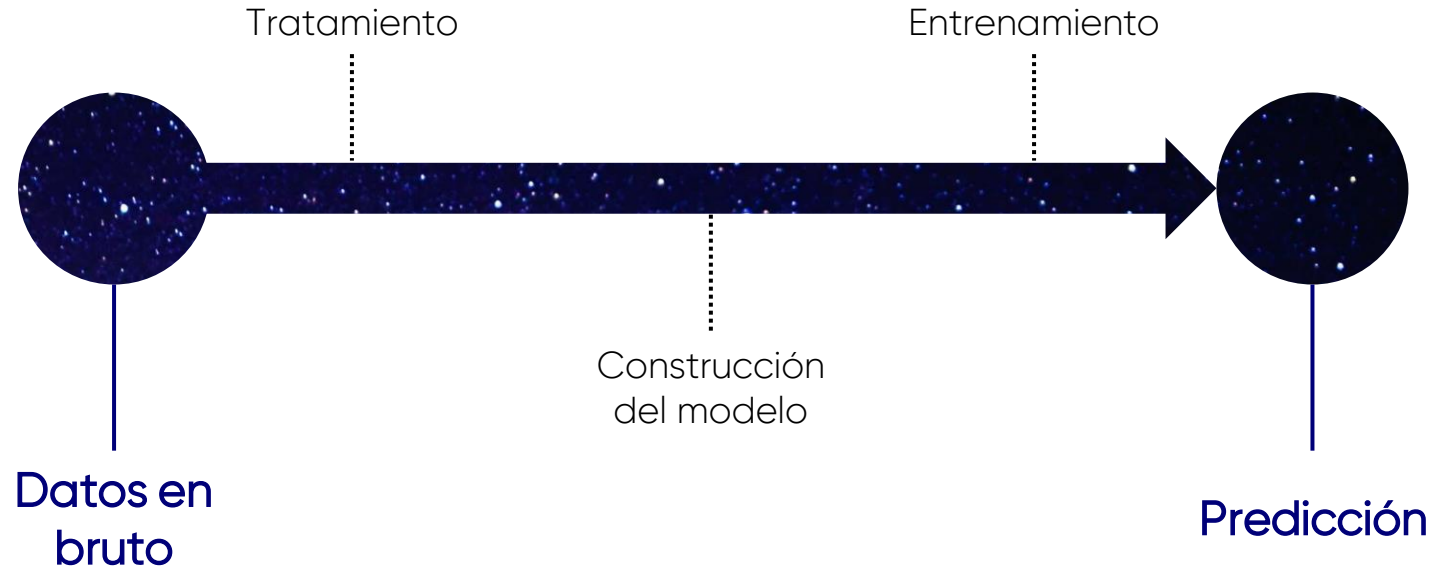 Tratamiento
Entrenamiento
Construcción
del modelo
Datos en
bruto
Predicción